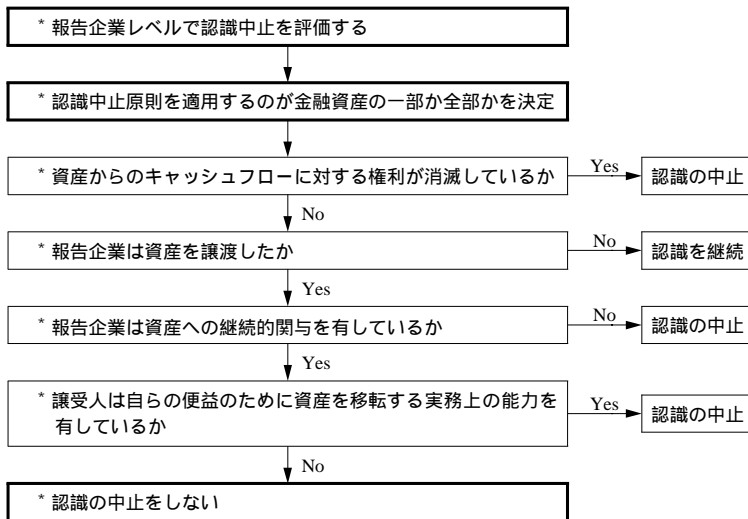 * 報告企業レベルで認識中止を評価する
* 認識中止原則を適用するのが金融資産の一部か全部かを決定
* 資産からのキャッシュフローに対する権利が消滅しているか
Yes
認識の中止
No
* 報告企業は資産を譲渡したか
No
認識を継続
Yes
* 報告企業は資産への継続的関与を有しているか
No
認識の中止
Yes
* 譲受人は自らの便益のために資産を移転する実務上の能力を
有しているか
Yes
認識の中止
No
* 認識の中止をしない